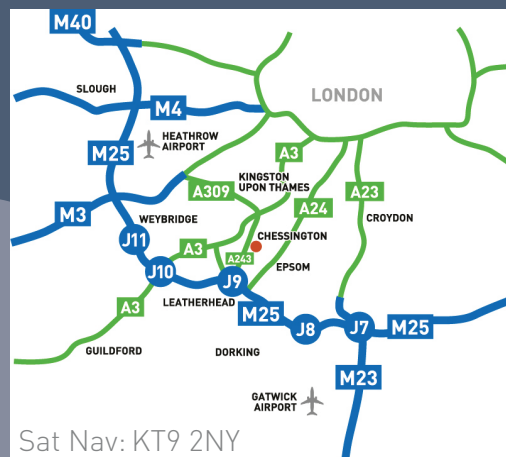 M40
SLOUGH
LONDON
M4
HEATHROW
AIRPORT
M25
A3
KINGSTON
UPON THAMES
A309
A23
A24
M3
WEYBRIDGE
CROYDON
J11
CHESSINGTON
A3
A243
EPSOM
J10
J9
LEATHERHEAD
A3
M25
J8
J7
M25
GUILDFORD
DORKING
M23
GATWICK
AIRPORT
Sat Nav: KT9 2NY